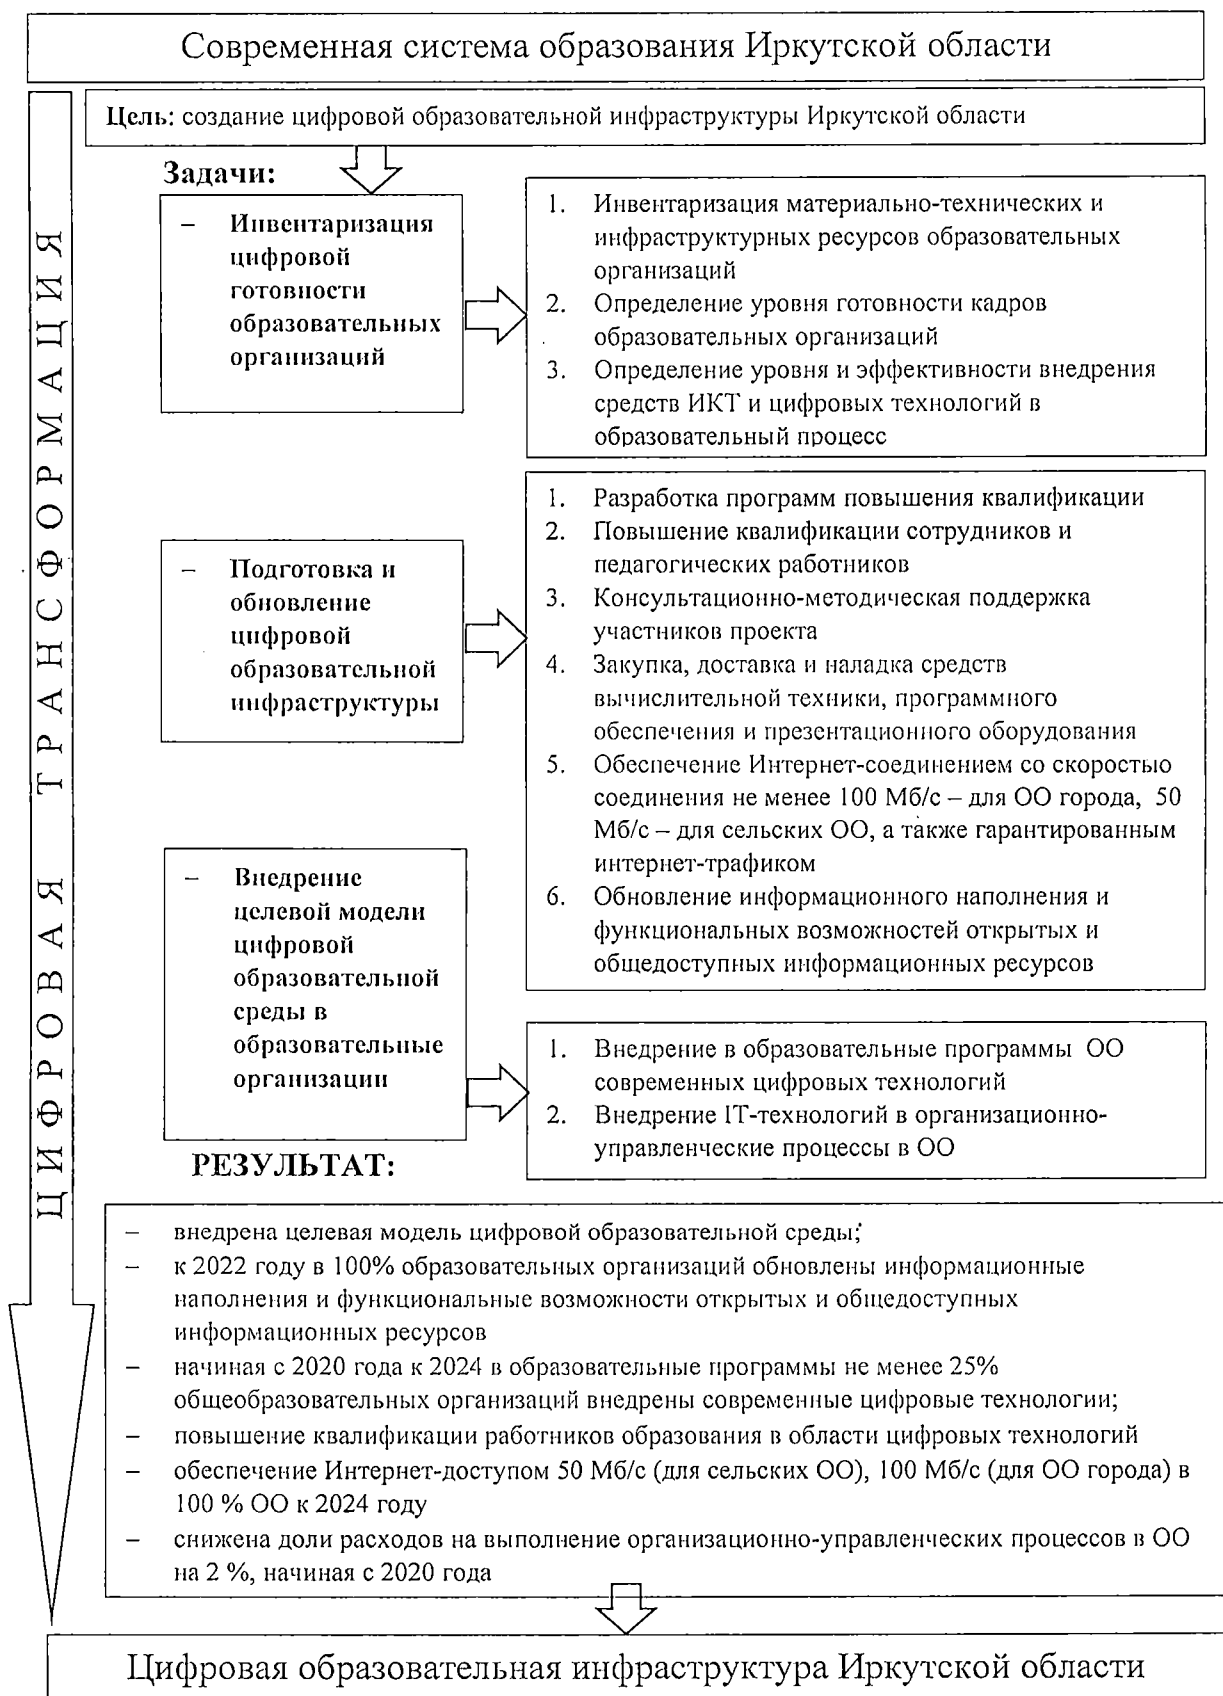 Современная система образования Иркутской области
ЦИФРОВАЯ ТРАНСФОРМАЦИЯ
Цель: создание цифровой образовательной инфраструктуры Иркутской области
Задачи:
– Инвентаризация
цифровой
готовности
образовательных
организаций
1. Инвентаризация материально-технических и
инфраструктурных ресурсов образовательных
организаций
2. Определение уровня готовности кадров
образовательных организаций
3. Определение уровня и эффективности внедрения
средств ИКТ и цифровых технологий в
образовательный процесс
– Подготовка и
обновление
цифровой
образовательной
инфраструктуры
1. Разработка программ повышения квалификации
2. Повышение квалификации сотрудников и
педагогических работников
3. Консультационно-методическая поддержка
участников проекта
4. Закупка, доставка и наладка средств
вычислительной техники, программного
обеспечения и презентационного оборудования
5. Обеспечение Интернет-соединением со скоростью
соединения не менее 100 Мб/с – для ОО города, 50
Мб/с – для сельских ОО, а также гарантированным
интернет-трафиком
6. Обновление информационного наполнения и
функциональных возможностей открытых и
общедоступных информационных ресурсов
– Внедрение
целевой модели
цифровой
образовательной
среды в
образовательные
организации
1. Внедрение в образовательные программы ОО
современных цифровых технологий
2. Внедрение IT-технологий в организационно-
управленческие процессы в ОО
РЕЗУЛЬТАТ:
– внедрена целевая модель цифровой образовательной среды;
– к 2022 году в 100% образовательных организаций обновлены информационные
наполнения и функциональные возможности открытых и общедоступных
информационных ресурсов
– начиная с 2020 года к 2024 в образовательные программы не менее 25%
общеобразовательных организаций внедрены современные цифровые технологии;
– повышение квалификации работников образования в области цифровых технологий
– обеспечение Интернет-доступом 50 Мб/с (для сельских ОО), 100 Мб/с (для ОО города) в
100 % ОО к 2024 году
– снижена доли расходов на выполнение организационно-управленческих процессов в ОО
на 2 %, начиная с 2020 года
Цифровая образовательная инфраструктура Иркутской области